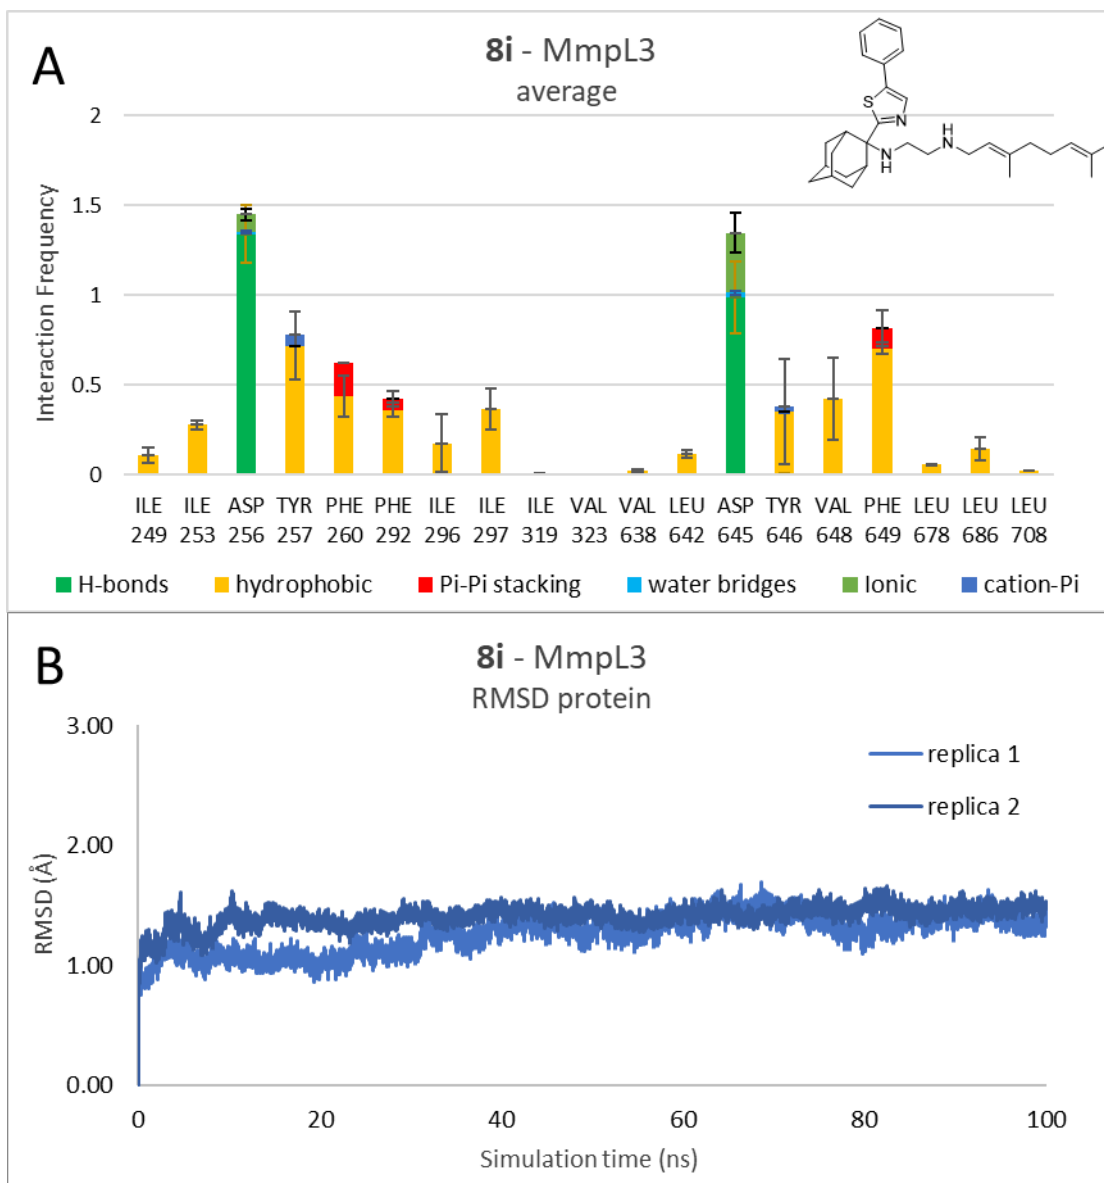 A
8i - MmpL3
average
S
N
N
H
H
N
Interaction Frequency
2
1.5
1
0.5
0
ILE ILE ASP TYR PHE PHE ILE ILE ILE VAL VAL LEU ASP TYR VAL PHE LEU LEU LEU
249 253 256 257 260 292 296 297 319 323 638 642 645 646 648 649 678 686 708
H-bonds hydrophobic Pi-Pi stacking water bridges Ionic cation-Pi
B
8i - MmpL3
RMSD protein
replica 1
replica 2
RMSD (Å)
3.00
2.00
1.00
0.00
0 20 40 60 80 100
Simulation time (ns)